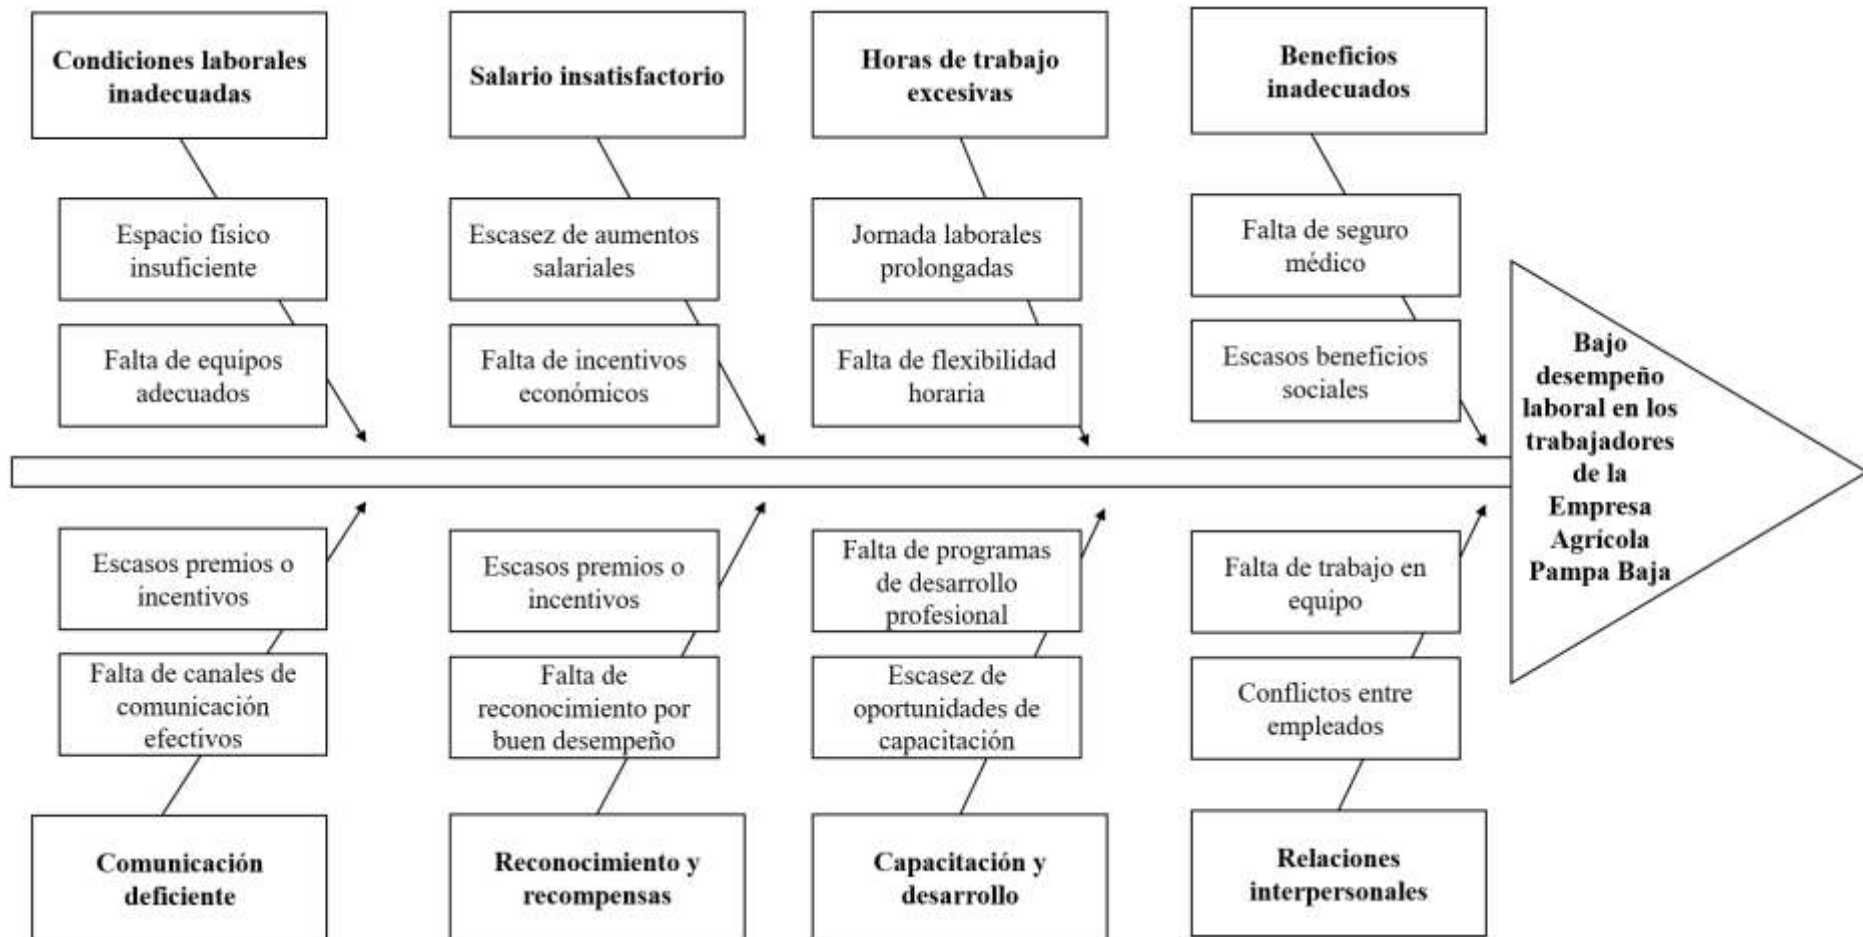 Condiciones laborales
inadecuadas
Salario insatisfactorio
Horas de trabajo
excesivas
Beneficios
inadecuados
Espacio físico
insuficiente
Escasez de aumentos
salariales
Jornada laborales
prolongadas
Falta de seguro
médico
Falta de equipos
adecuados
Falta de incentivos
económicos
Falta de flexibilidad
horaria
Escasos beneficios
sociales
Bajo
desempeño
laboral en los
trabajadores
de la
Empresa
Agrícola
Pampa Baja
Escasos premios o
incentivos
Escasos premios o
incentivos
Falta de programas
de desarrollo
profesional
Falta de trabajo en
equipo
Falta de canales de
comunicación
efectivos
Falta de
reconocimiento por
buen desempeño
Escasez de
oportunidades de
capacitación
Conflictos entre
empleados
Comunicación
deficiente
Reconocimiento y
recompensas
Capacitación y
desarrollo
Relaciones
interpersonales